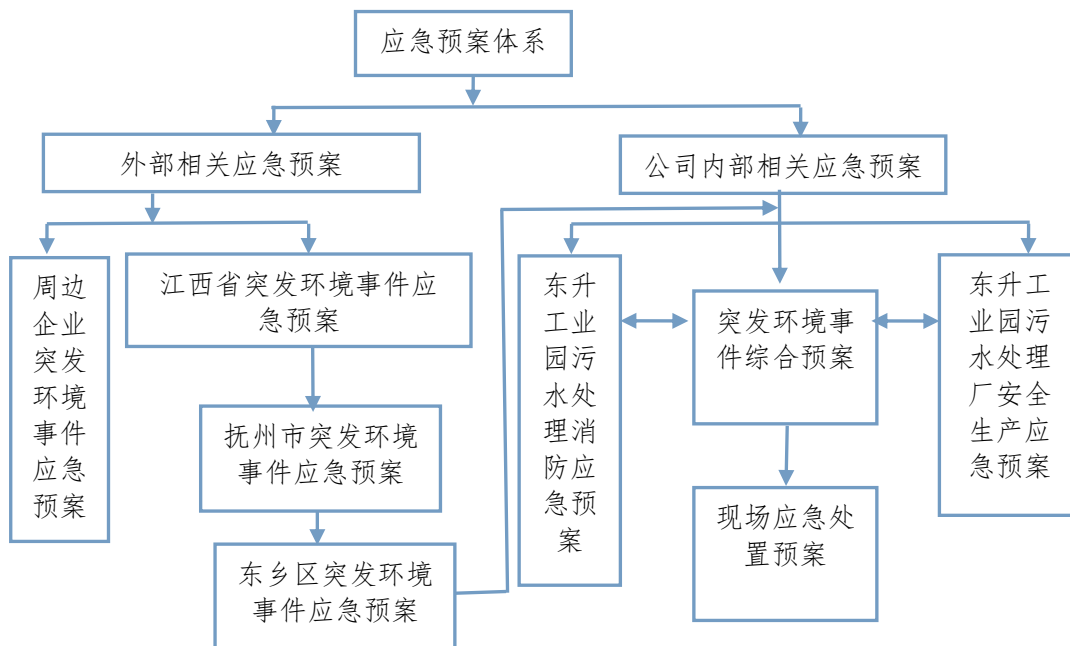 应急预案体系
外部相关应急预案
公司内部相关应急预案
周边
企业
突发
环境
事件
应急
预案
江西省突发环境事件应
急预案
抚州市突发环境
事件应急预案
东乡区突发环境
事件应急预案
东升
工业
园污
水处
理消
防应
急预
案
突发环境事
件综合预案
现场应急处
置预案
东升工
业园污
水处理
厂安全
生产应
急预案